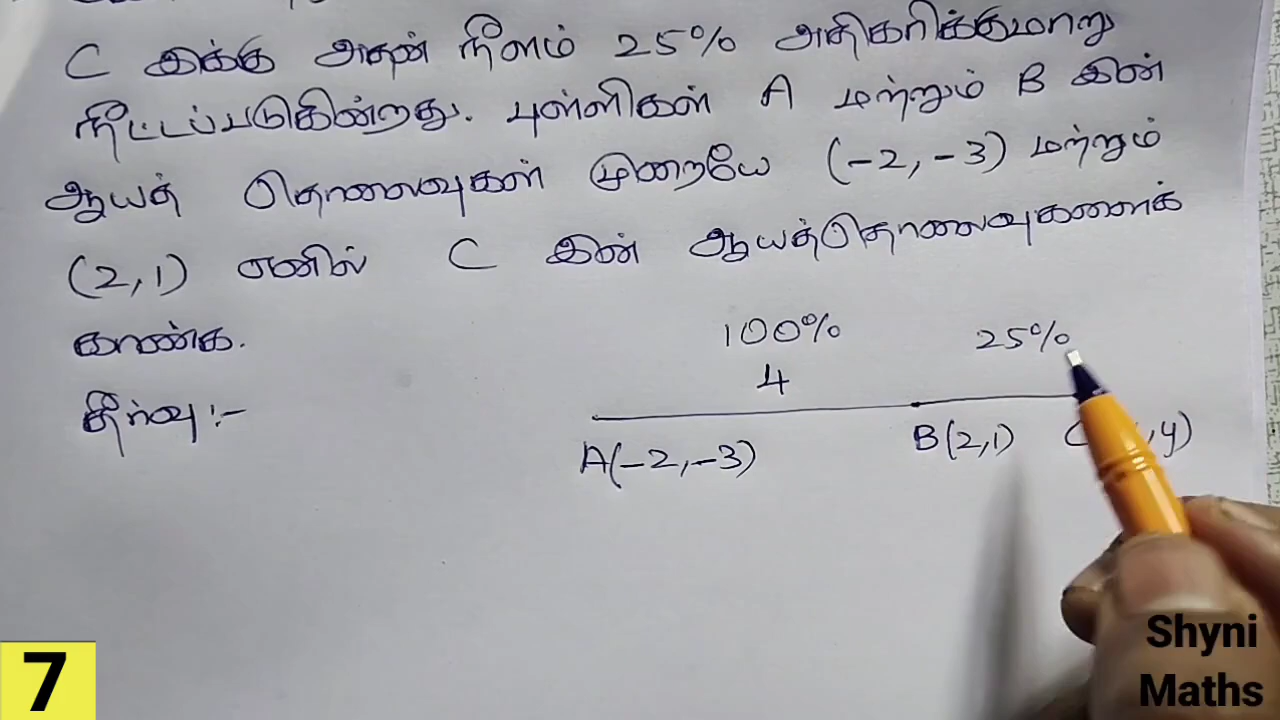 C இக்கு அதன் நீளம் 25% அதிகரிக்குமாறு
நீட்டப்படுகின்றது. புள்ளிகள் A மற்றும் B இன்
ஆயத் தொலைவுகள் முறையே (-2,-3) மற்றும்
(2,1) எனில் C இன் ஆயத்தொலைவுகளைக்
காண்க.
தீர்வு :-
100% 25%
4
A(-2,-3) B(2,1) ,y)
Shyni
Maths
7